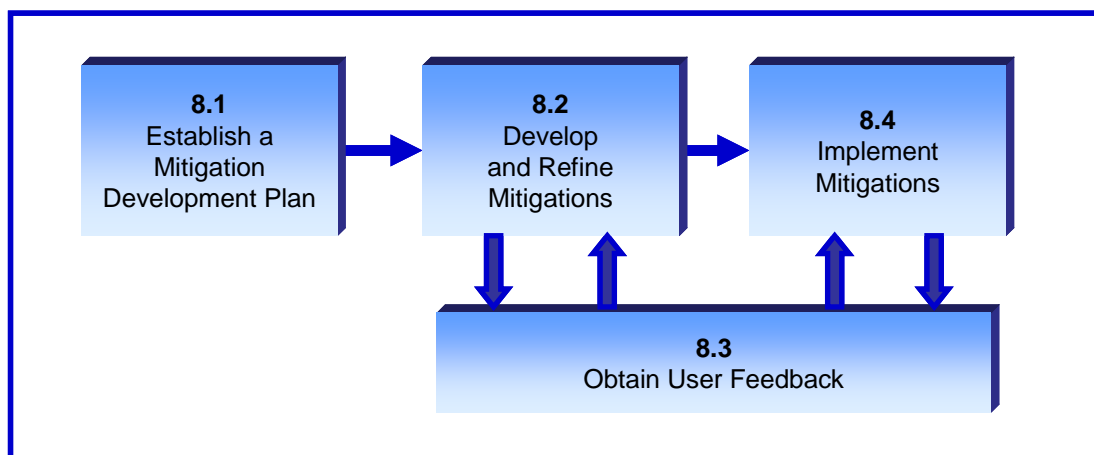 8.1
Establish a
Mitigation
Development Plan
8.2
Develop
and Refine
Mitigations
8.4
Implement
Mitigations
8.3
Obtain User Feedback